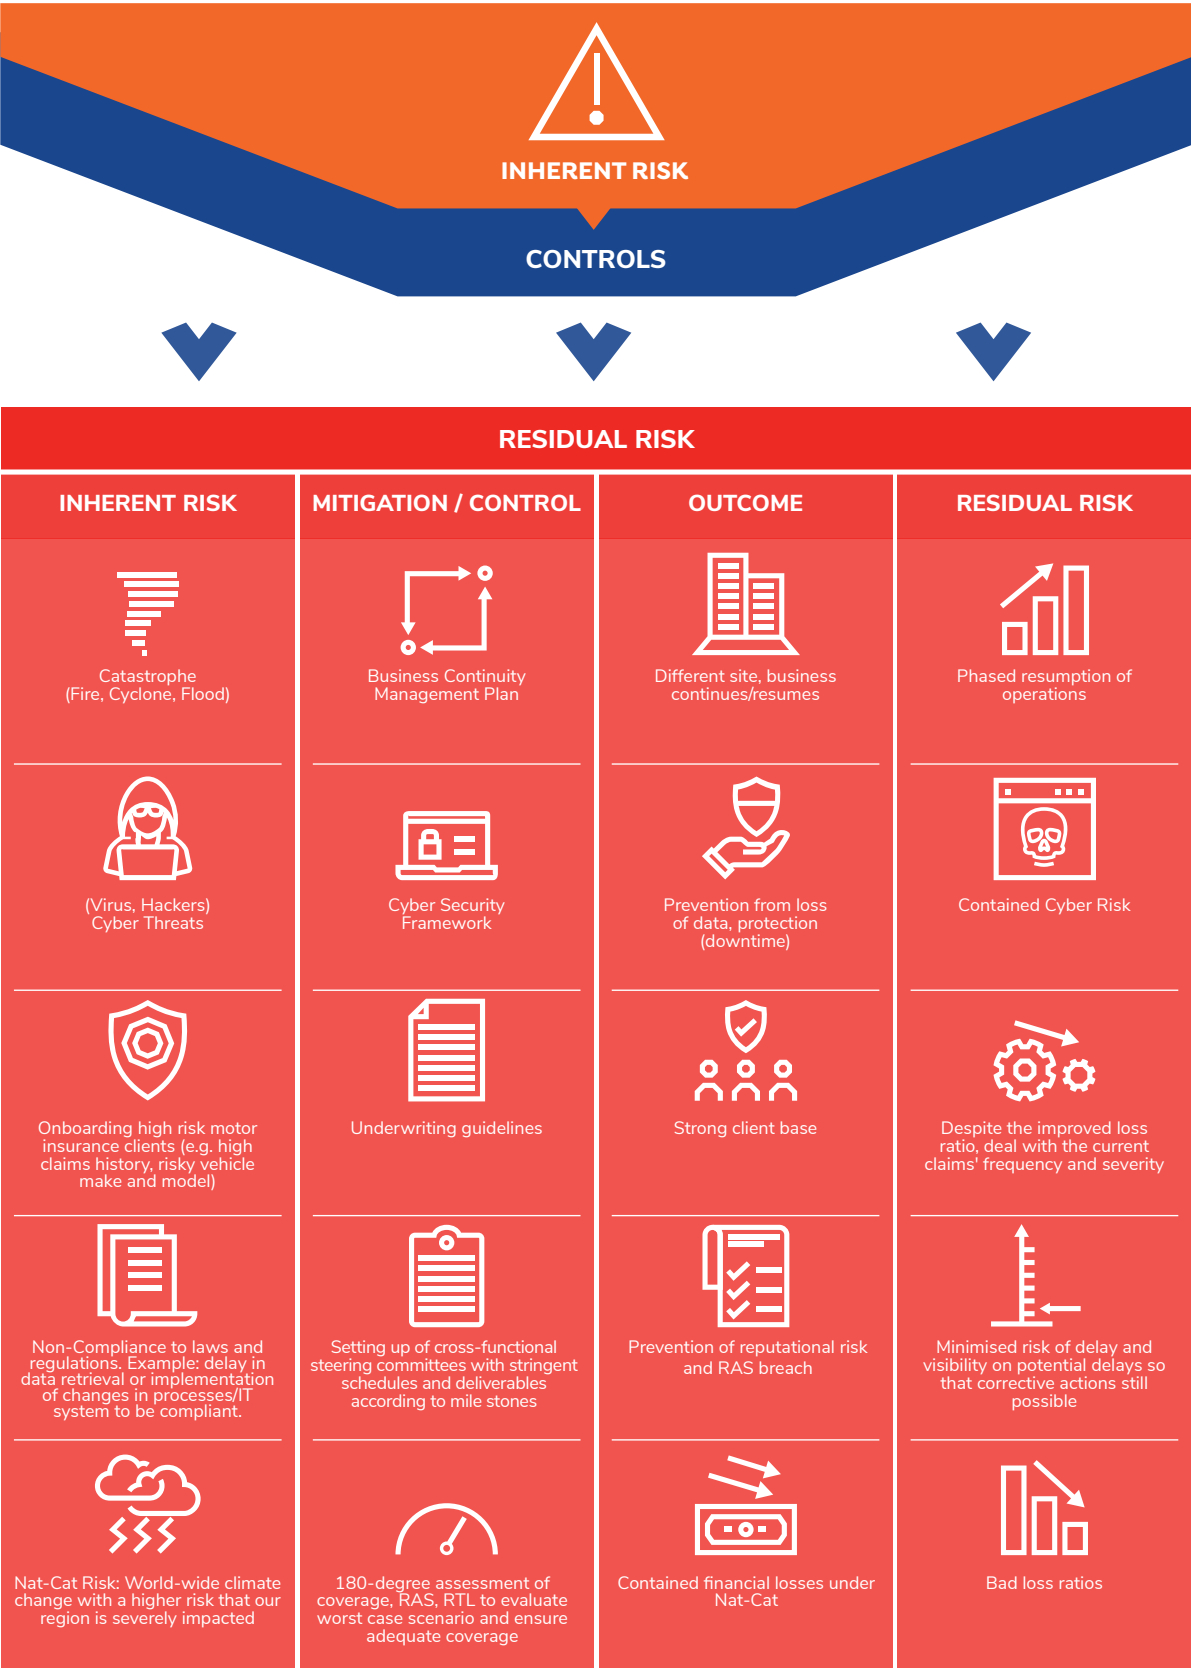 INHERENT RISK
CONTROLS
RESIDUAL RISK
INHERENT RISK
MITIGATION / CONTROL
OUTCOME
RESIDUAL RISK
Catastrophe
(Fire, Cyclone, Flood)
Business Continuity
Management Plan
Different site, business
continues/resumes
Phased resumption of
operations
(Virus, Hackers)
Cyber Threats
Cyber Security
Framework
Prevention from loss
of data, protection
(downtime)
Contained Cyber Risk
Onboarding high risk motor
insurance clients (e.g. high
claims history, risky vehicle
make and model)
Underwriting guidelines
Strong client base
Despite the improved loss
ratio, deal with the current
claims' frequency and severity
Non-Compliance to laws and
regulations. Example: delay in
data retrieval or implementation
of changes in processes/IT
system to be compliant.
Setting up of cross-functional
steering committees with stringent
schedules and deliverables
according to mile stones
Prevention of reputational risk
and RAS breach
Minimised risk of delay and
visibility on potential delays so
that corrective actions still
possible
Nat-Cat Risk: World-wide climate
change with a higher risk that our
region is severely impacted
180-degree assessment of
coverage, RAS, RTL to evaluate
worst case scenario and ensure
adequate coverage
Contained financial losses under
Nat-Cat
Bad loss ratios